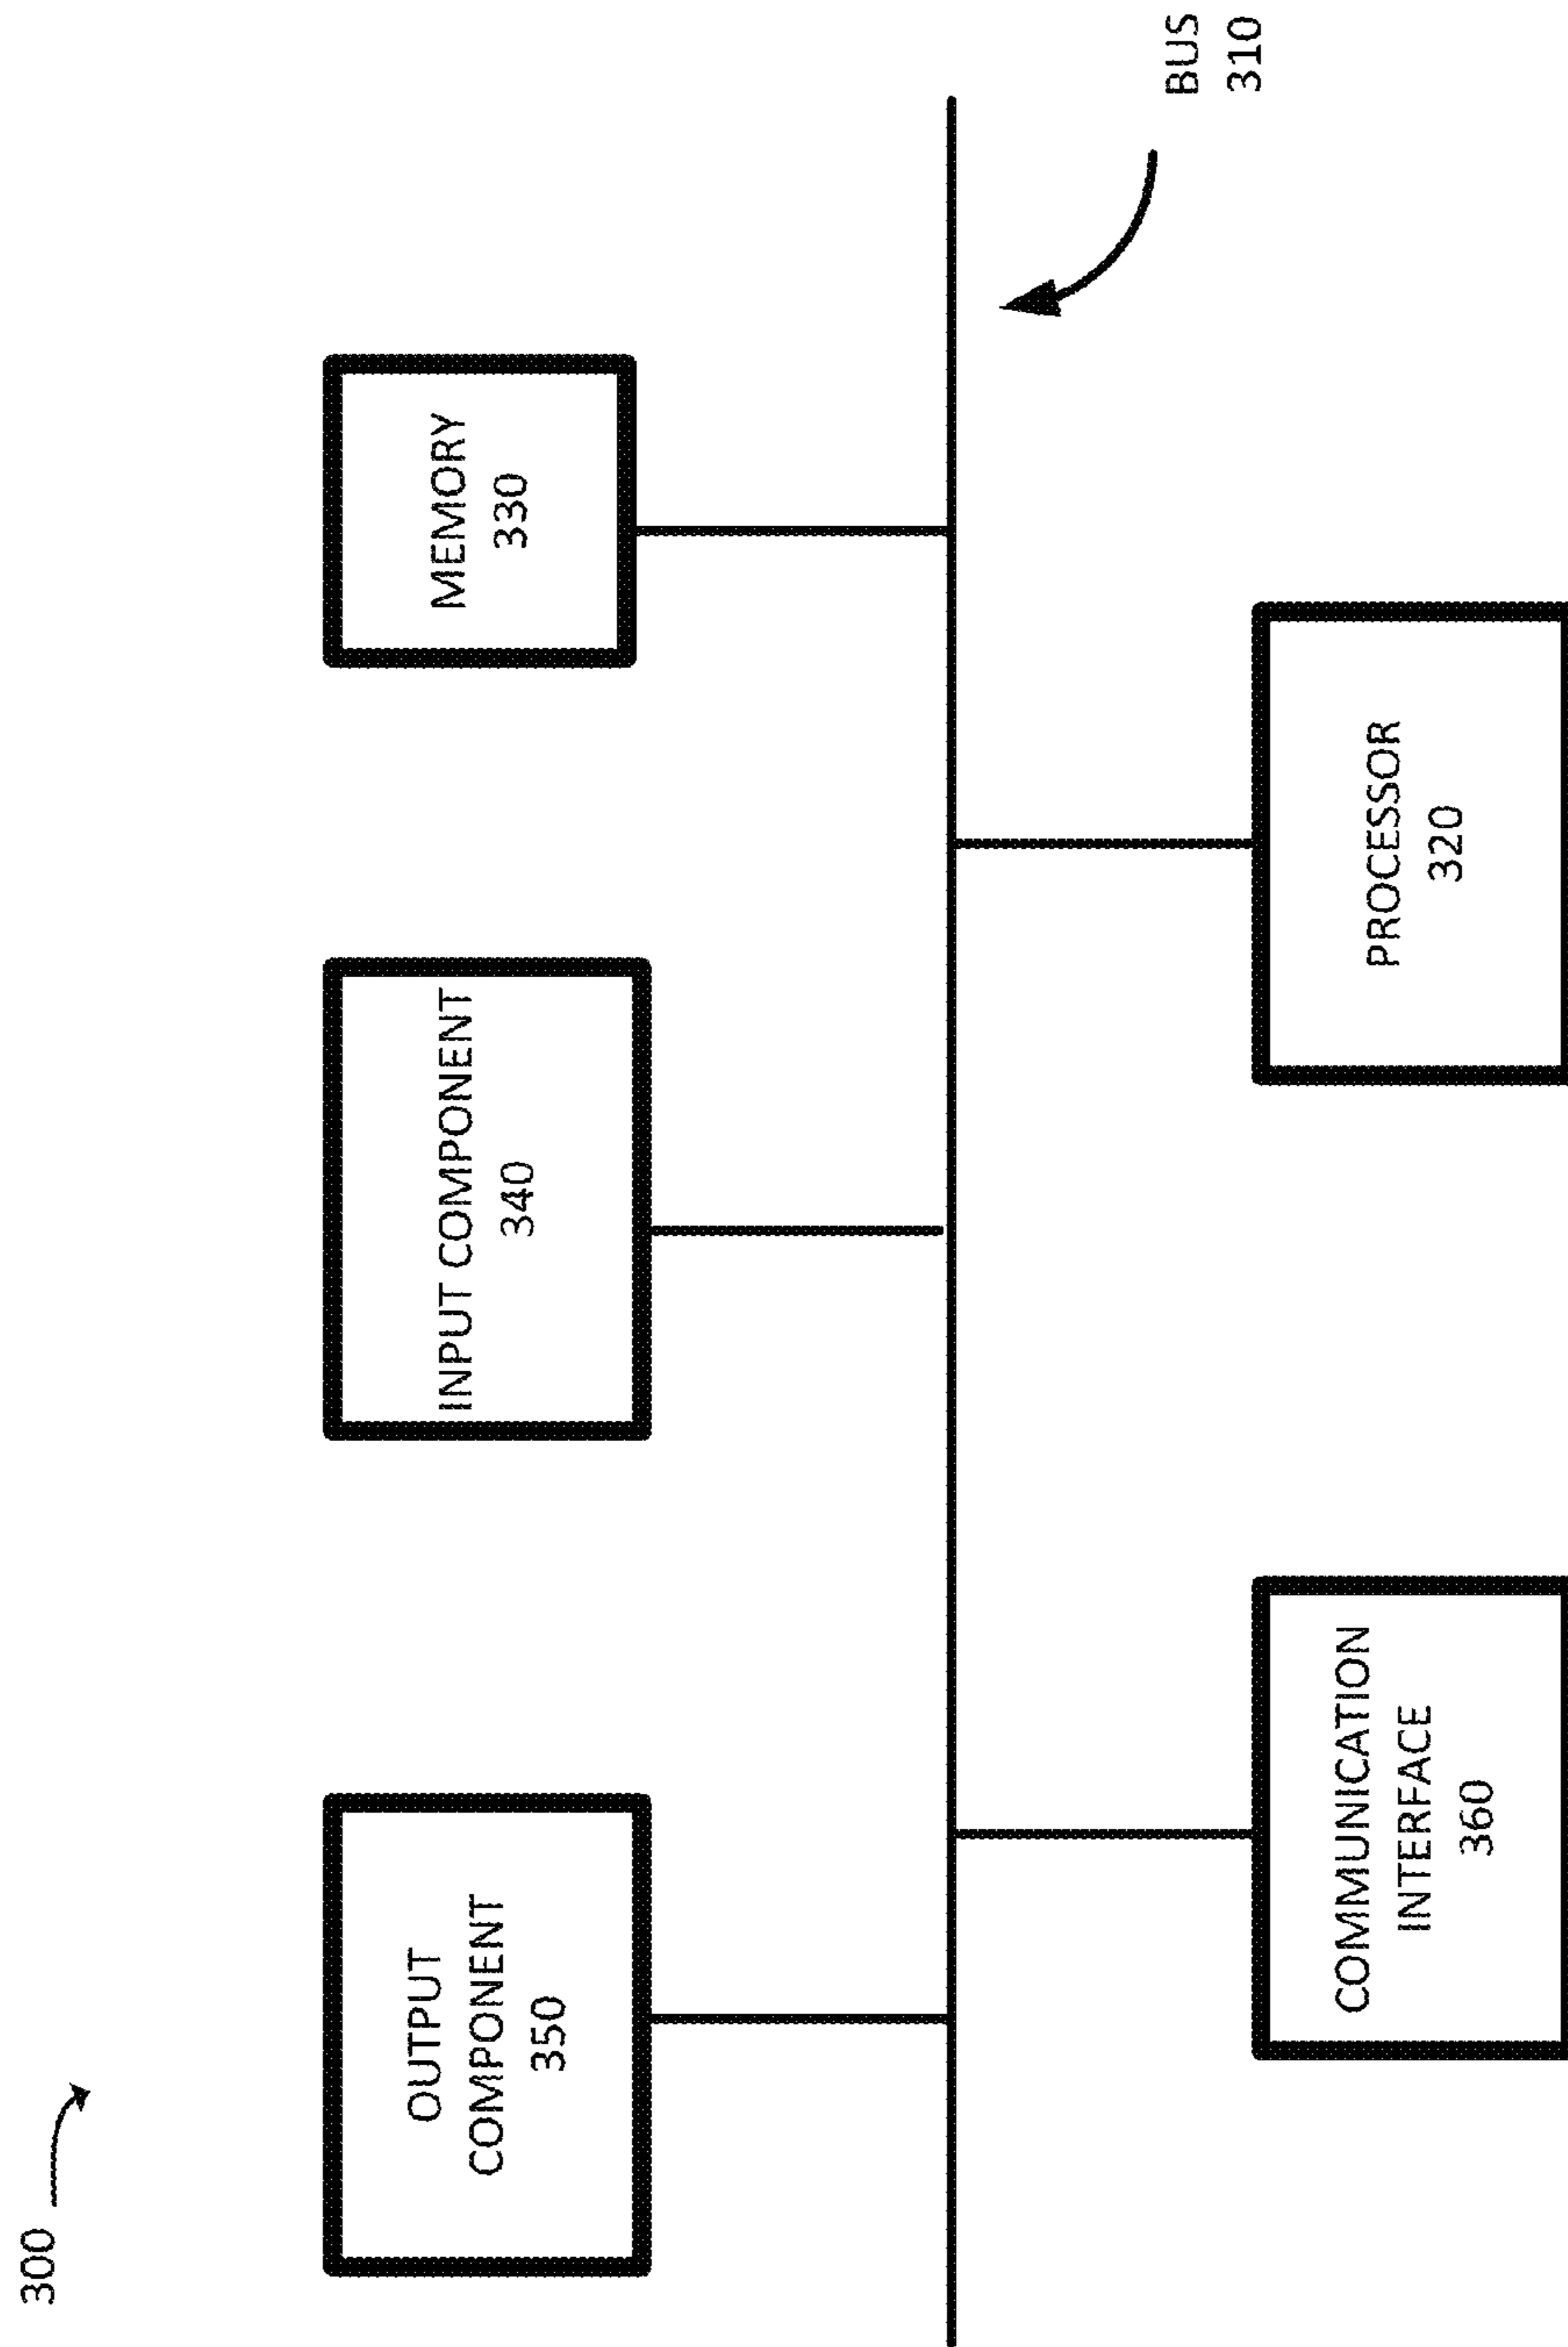 300
OUTPUT
COMPONENT
350
INPUT COMPONENT
340
MEMORY
330
BUS
310
COMMUNICATION
INTERFACE
360
PROCESSOR
320